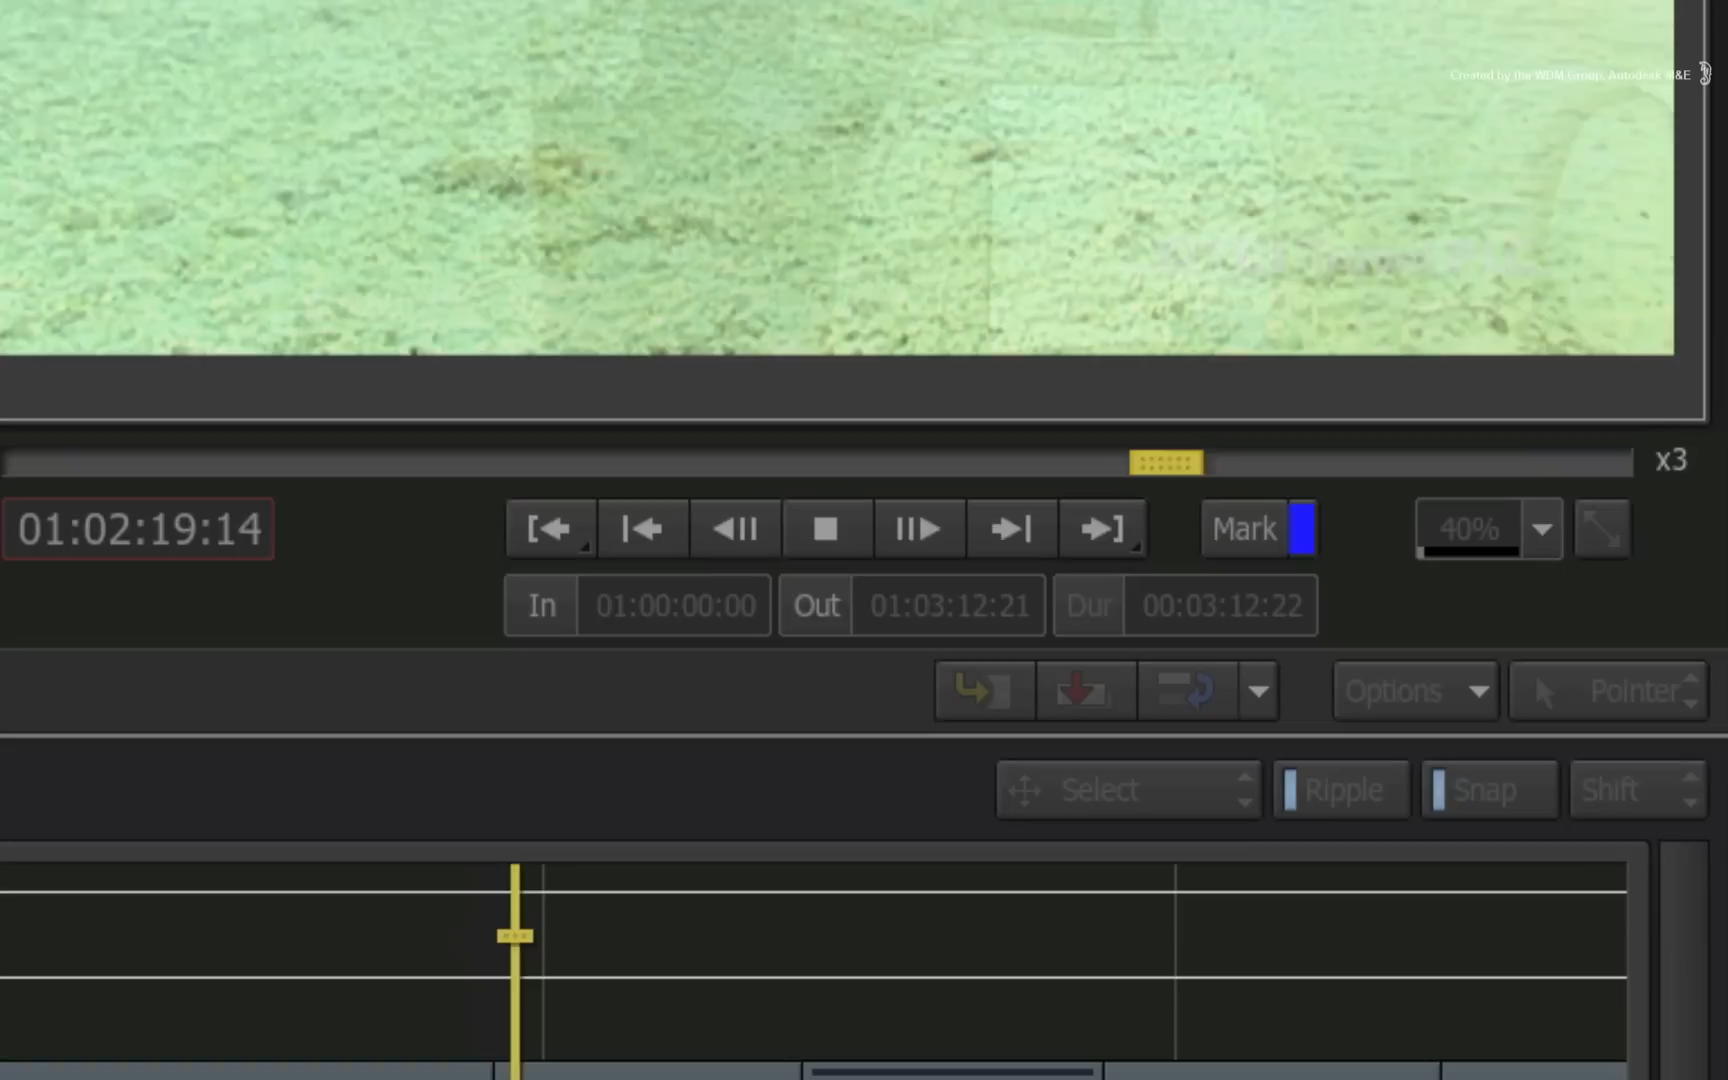 Created by the WDM Group, Autodesk M&E
x3
01:02:19:14
Mark
40%
In 01:00:00:00 Out 01:03:12:21 Dur 00:03:12:22
Options Pointer
Select Ripple Snap Shift